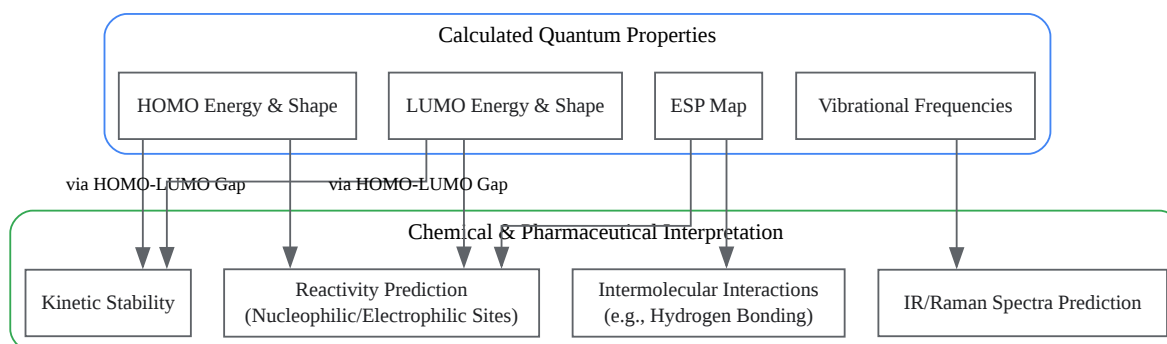 Calculated Quantum Properties
HOMO Energy & Shape
LUMO Energy & Shape
ESP Map
Vibrational Frequencies
via HOMO-LUMO Gap
via HOMO-LUMO Gap
Chemical & Pharmaceutical Interpretation
Kinetic Stability
Reactivity Prediction
(Nucleophilic/Electrophilic Sites)
Intermolecular Interactions
(e.g., Hydrogen Bonding)
IR/Raman Spectra Prediction